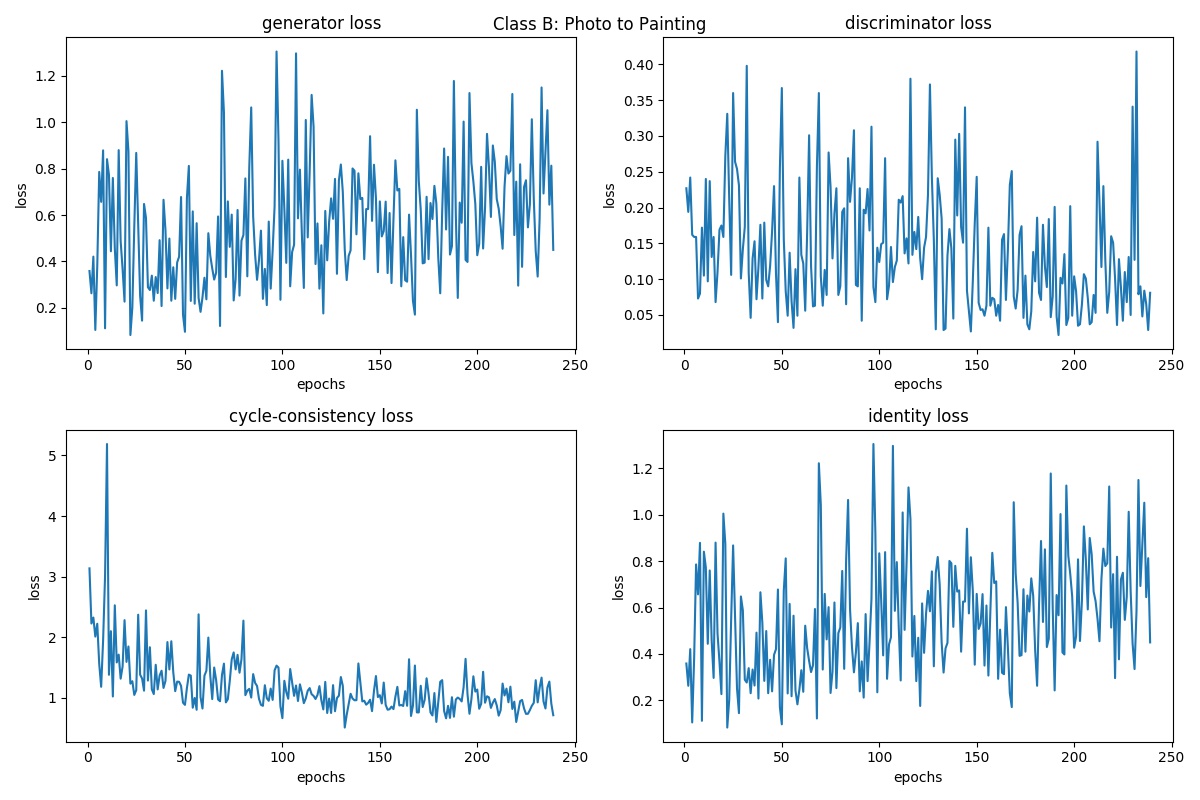 Class B: Photo to Painting
generator loss
loss
1.2
1.0
0.8
0.6
0.4
0.2
0 50 100 150 200 250
epochs
discriminator loss
loss
0.40
0.35
0.30
0.25
0.20
0.15
0.10
0.05
0 50 100 150 200 250
epochs
cycle-consistency loss
loss
5
4
3
2
1
0 50 100 150 200 250
epochs
identity loss
loss
1.2
1.0
0.8
0.6
0.4
0.2
0 50 100 150 200 250
epochs